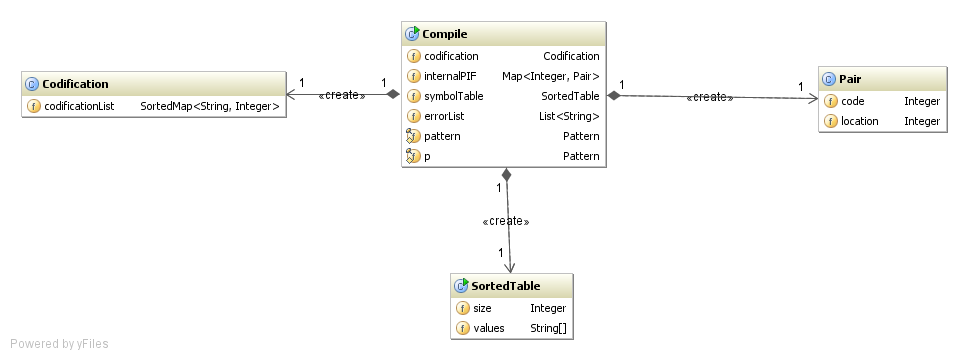 Compile
codification Codification
internalPIF Map<Integer, Pair>
symbolTable SortedTable
errorList List<String>
pattern Pattern
p Pattern
Codification
codificationList SortedMap<String, Integer>
1 «create» 1
Pair
code Integer
location Integer
1 «create» 1
1
«create»
1
SortedTable
size Integer
values String[]
Powered by yFiles